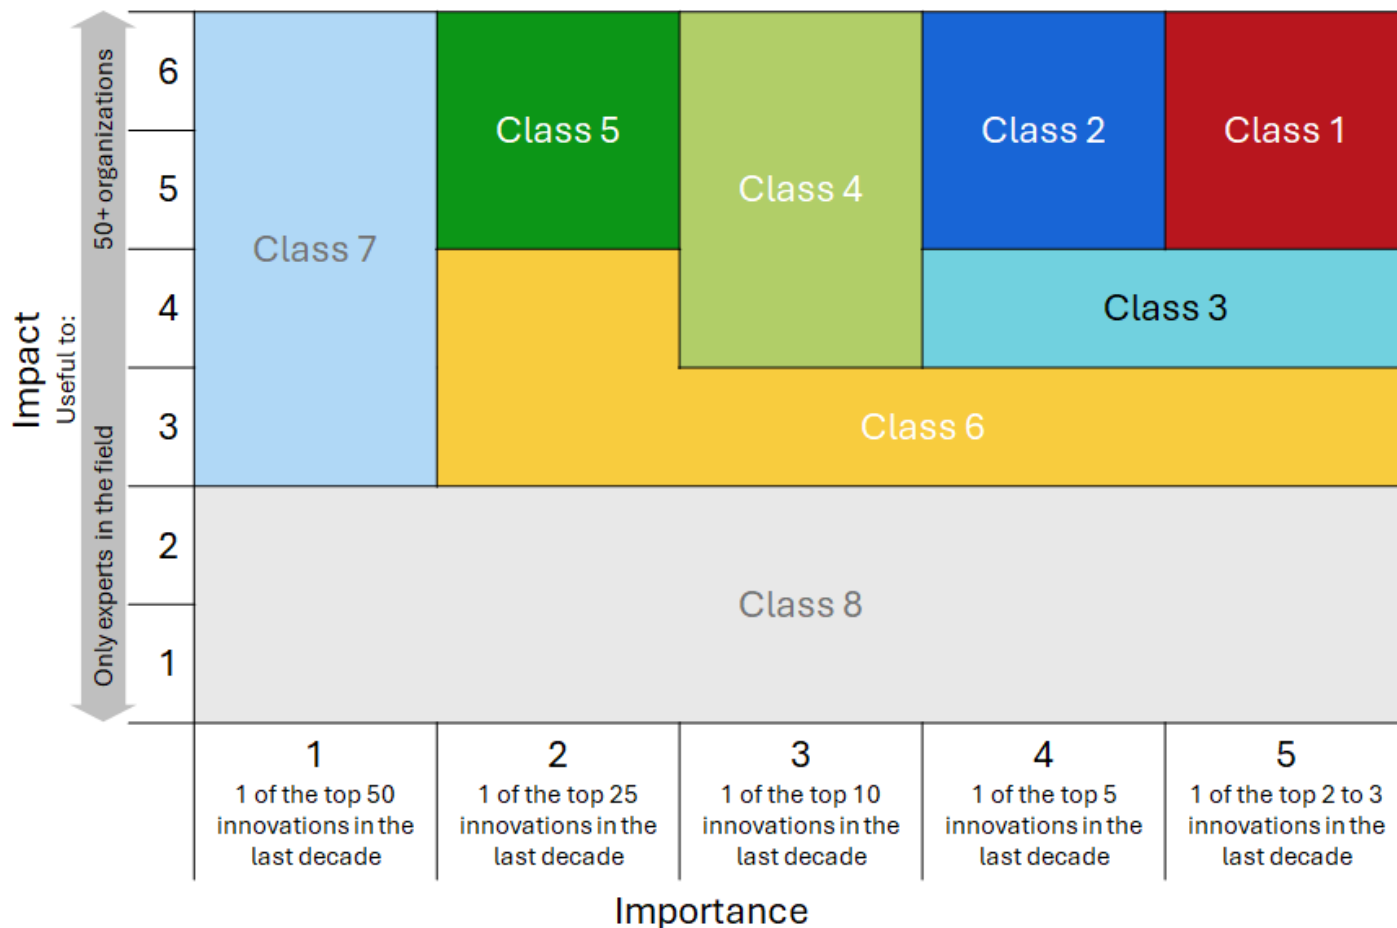 Impact
Useful to:
50+ organizations
Only experts in the field
6
5
4
3
2
1
Class 7
Class 5
Class 4
Class 2
Class 1
Class 3
Class 6
Class 8
1
1 of the top 50
innovations in the
last decade
2
1 of the top 25
innovations in the
last decade
3
1 of the top 10
innovations in the
last decade
4
1 of the top 5
innovations in the
last decade
5
1 of the top 2 to 3
innovations in the
last decade
Importance